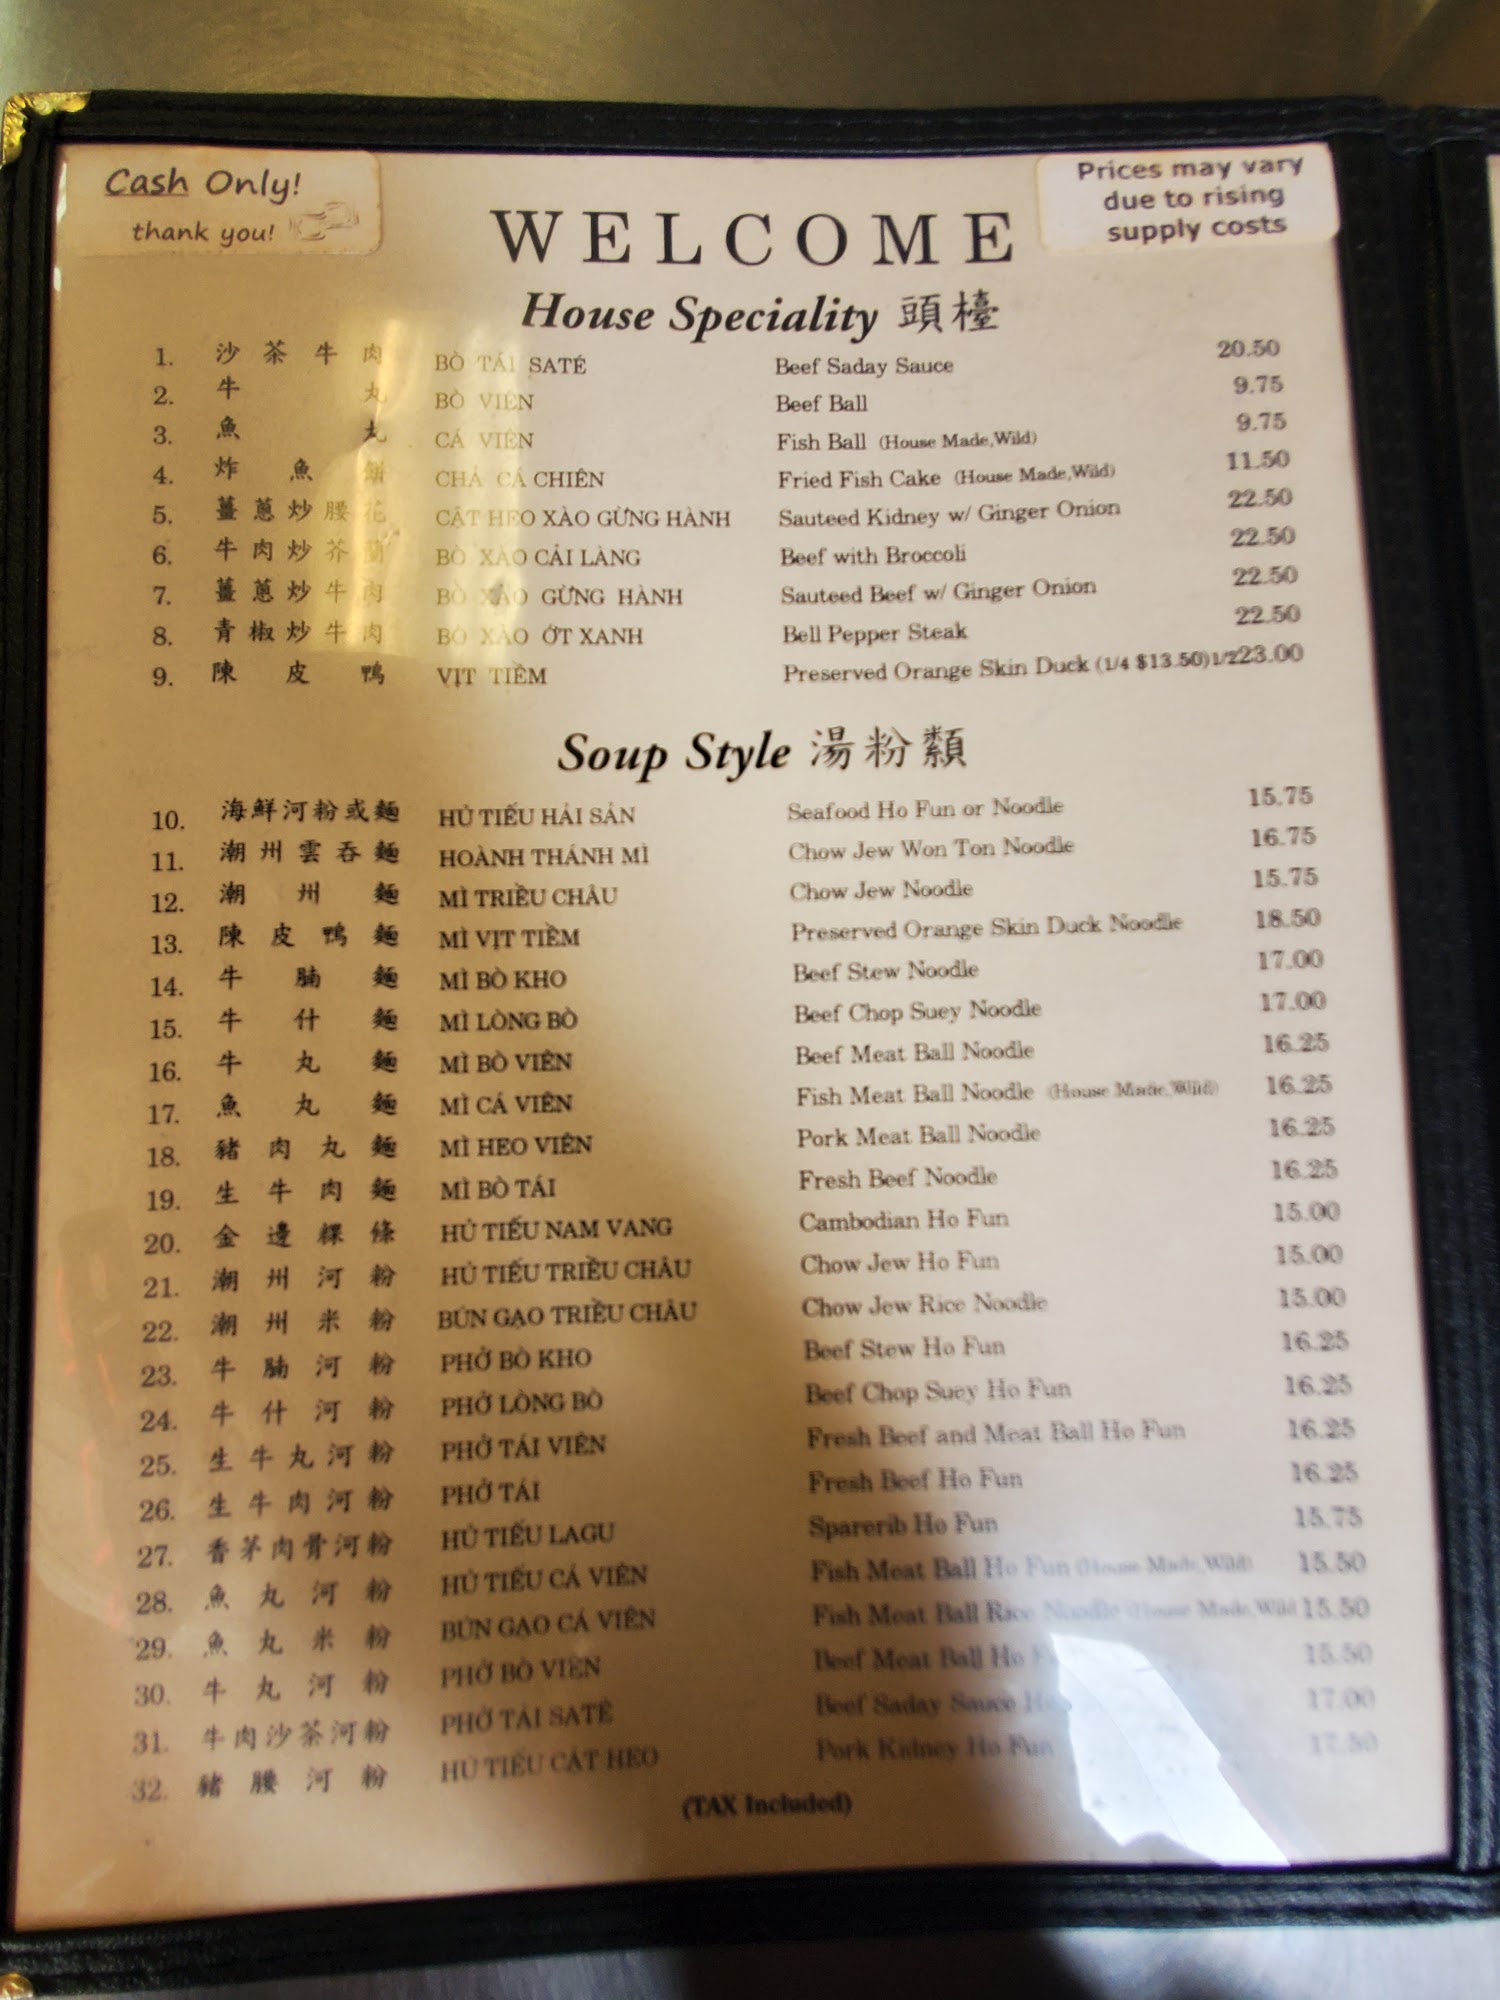 Cash Only!
thank you!
Prices may vary
due to rising
supply costs
WELCOME
House Speciality 頭檯
1. 沙茶牛肉 BÒ TÁI SATÉ Beef Saday Sauce 20.50
2. 牛丸 BÒ VIÊN Beef Ball 9.75
3. 魚丸 CÁ VIÊN Fish Ball (House Made,Wild) 9.75
4. 炸魚餅 CHẢ CÁ CHIÊN Fried Fish Cake (House Made,Wild) 11.50
5. 薑蔥炒腰花 CẬT HEO XÀO GỪNG HÀNH Sauteed Kidney w/ Ginger Onion 22.50
6. 牛肉炒芥蘭 BÒ XÀO CẢI LÀNG Beef with Broccoli 22.50
7. 薑蔥炒牛肉 BÒ XÀO GỪNG HÀNH Sauteed Beef w/ Ginger Onion 22.50
8. 青椒炒牛肉 BÒ XÀO ỚT XANH Bell Pepper Steak 22.50
9. 陳皮鴨 VỊT TIỀM Preserved Orange Skin Duck (1/4 $13.50)1/2 23.00
Soup Style 湯粉類
10. 海鮮河粉或麵 HỦ TIẾU HẢI SẢN Seafood Ho Fun or Noodle 15.75
11. 潮州雲吞麵 HOÀNH THÁNH MÌ Chow Jew Won Ton Noodle 16.75
12. 潮州麵 MÌ TRIỀU CHÂU Chow Jew Noodle 15.75
13. 陳皮鴨麵 MÌ VỊT TIỀM Preserved Orange Skin Duck Noodle 18.50
14. 牛腩麵 MÌ BÒ KHO Beef Stew Noodle 17.00
15. 牛什麵 MÌ LÒNG BÒ Beef Chop Suey Noodle 17.00
16. 牛丸麵 MÌ BÒ VIÊN Beef Meat Ball Noodle 16.25
17. 魚丸麵 MÌ CÁ VIÊN Fish Meat Ball Noodle (House Made,Wild) 16.25
18. 豬肉丸麵 MÌ HEO VIÊN Pork Meat Ball Noodle 16.25
19. 生牛肉麵 MÌ BÒ TÁI Fresh Beef Noodle 16.25
20. 金邊粿條 HỦ TIẾU NAM VANG Cambodian Ho Fun 15.00
21. 潮州河粉 HỦ TIẾU TRIỀU CHÂU Chow Jew Ho Fun 15.00
22. 潮州米粉 BÚN GẠO TRIỀU CHÂU Chow Jew Rice Noodle 15.00
23. 牛腩河粉 PHỞ BÒ KHO Beef Stew Ho Fun 16.25
24. 牛什河粉 PHỞ LÒNG BÒ Beef Chop Suey Ho Fun 16.25
25. 生牛丸河粉 PHỞ TÁI VIÊN Fresh Beef and Meat Ball Ho Fun 16.25
26. 生牛肉河粉 PHỞ TÁI Fresh Beef Ho Fun 16.25
27. 香茅肉骨河粉 HỦ TIẾU LAGU Sparerib Ho Fun 15.75
28. 魚丸河粉 HỦ TIẾU CÁ VIÊN Fish Meat Ball Ho Fun (House Made,Wild) 15.50
29. 魚丸米粉 BÚN GẠO CÁ VIÊN Fish Meat Ball Rice Noodle (House Made,Wild 15.50
30. 牛丸河粉 PHỞ BÒ VIÊN Beef Meat Ball Ho 15.50
31. 牛肉沙茶河粉 PHỞ TÁI SATÉ Beef Saday Sauce 17.00
32. 豬腰河粉 HỦ TIẾU CẬT HEO Pork Kidney Ho Fun 17.50
(TAX Included)